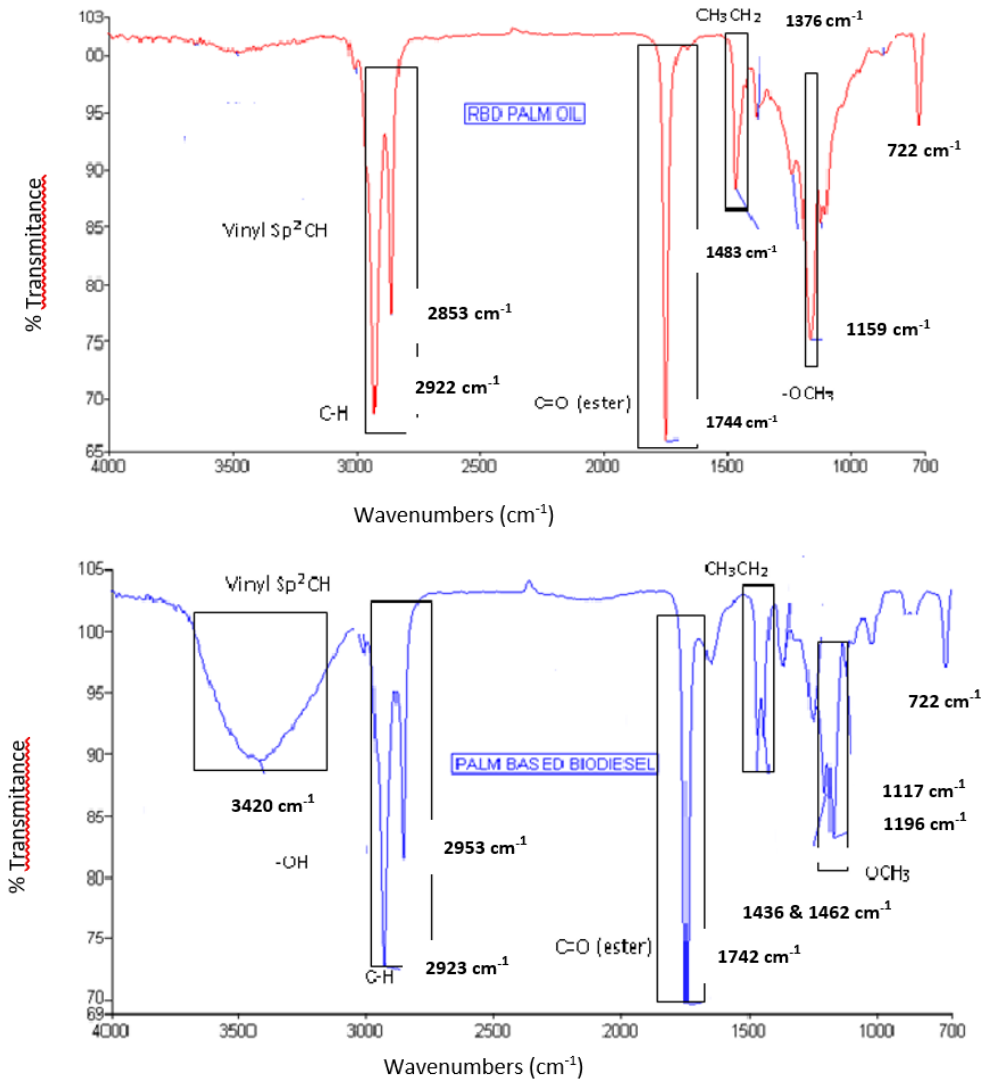 103
CH₃CH₂
1376 cm⁻¹
00
RBD PALM OIL
95
90
722 cm⁻¹
85
Vinyl Sp²CH
1483 cm⁻¹
80
2853 cm⁻¹
1159 cm⁻¹
75
2922 cm⁻¹
-OCH₃
70
C-H
C=O (ester)
1744 cm⁻¹
65
4000
3500
3000
2500
2000
1500
1000
700
% Transmitance
Wavenumbers (cm⁻¹)
105
Vinyl Sp²CH
CH₃CH₂
100
95
722 cm⁻¹
90
PALM BASED BIODIESEL
3420 cm⁻¹
1117 cm⁻¹
85
1196 cm⁻¹
-OH
2953 cm⁻¹
OCH₃
80
1436 & 1462 cm⁻¹
75
C=O (ester)
1742 cm⁻¹
2923 cm⁻¹
C-H
70
69
4000
3500
3000
2500
2000
1500
1000
700
% Transmitance
Wavenumbers (cm⁻¹)